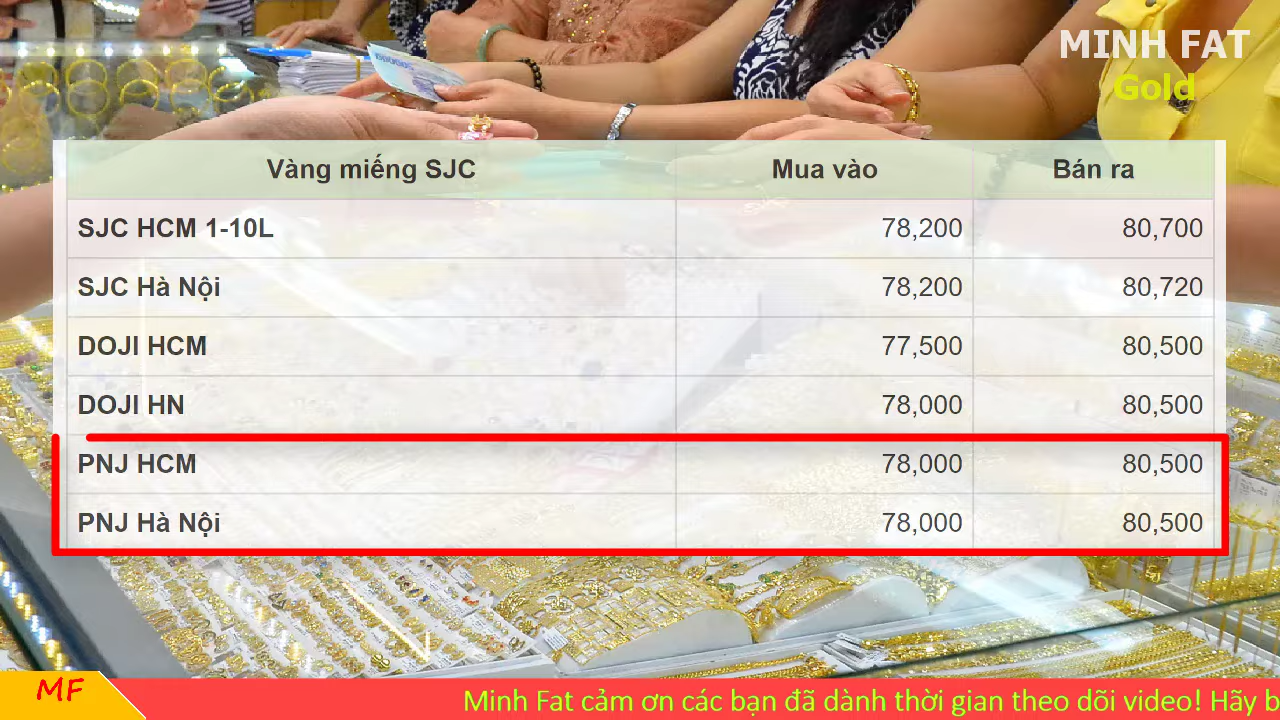 MINH FAT
Gold
Vàng miếng SJC Mua vào Bán ra
SJC HCM 1-10L 78,200 80,700
SJC Hà Nội 78,200 80,720
DOJI HCM 77,500 80,500
DOJI HN 78,000 80,500
PNJ HCM 78,000 80,500
PNJ Hà Nội 78,000 80,500
MF
Minh Fat cảm ơn các bạn đã dành thời gian theo dõi video! Hãy b